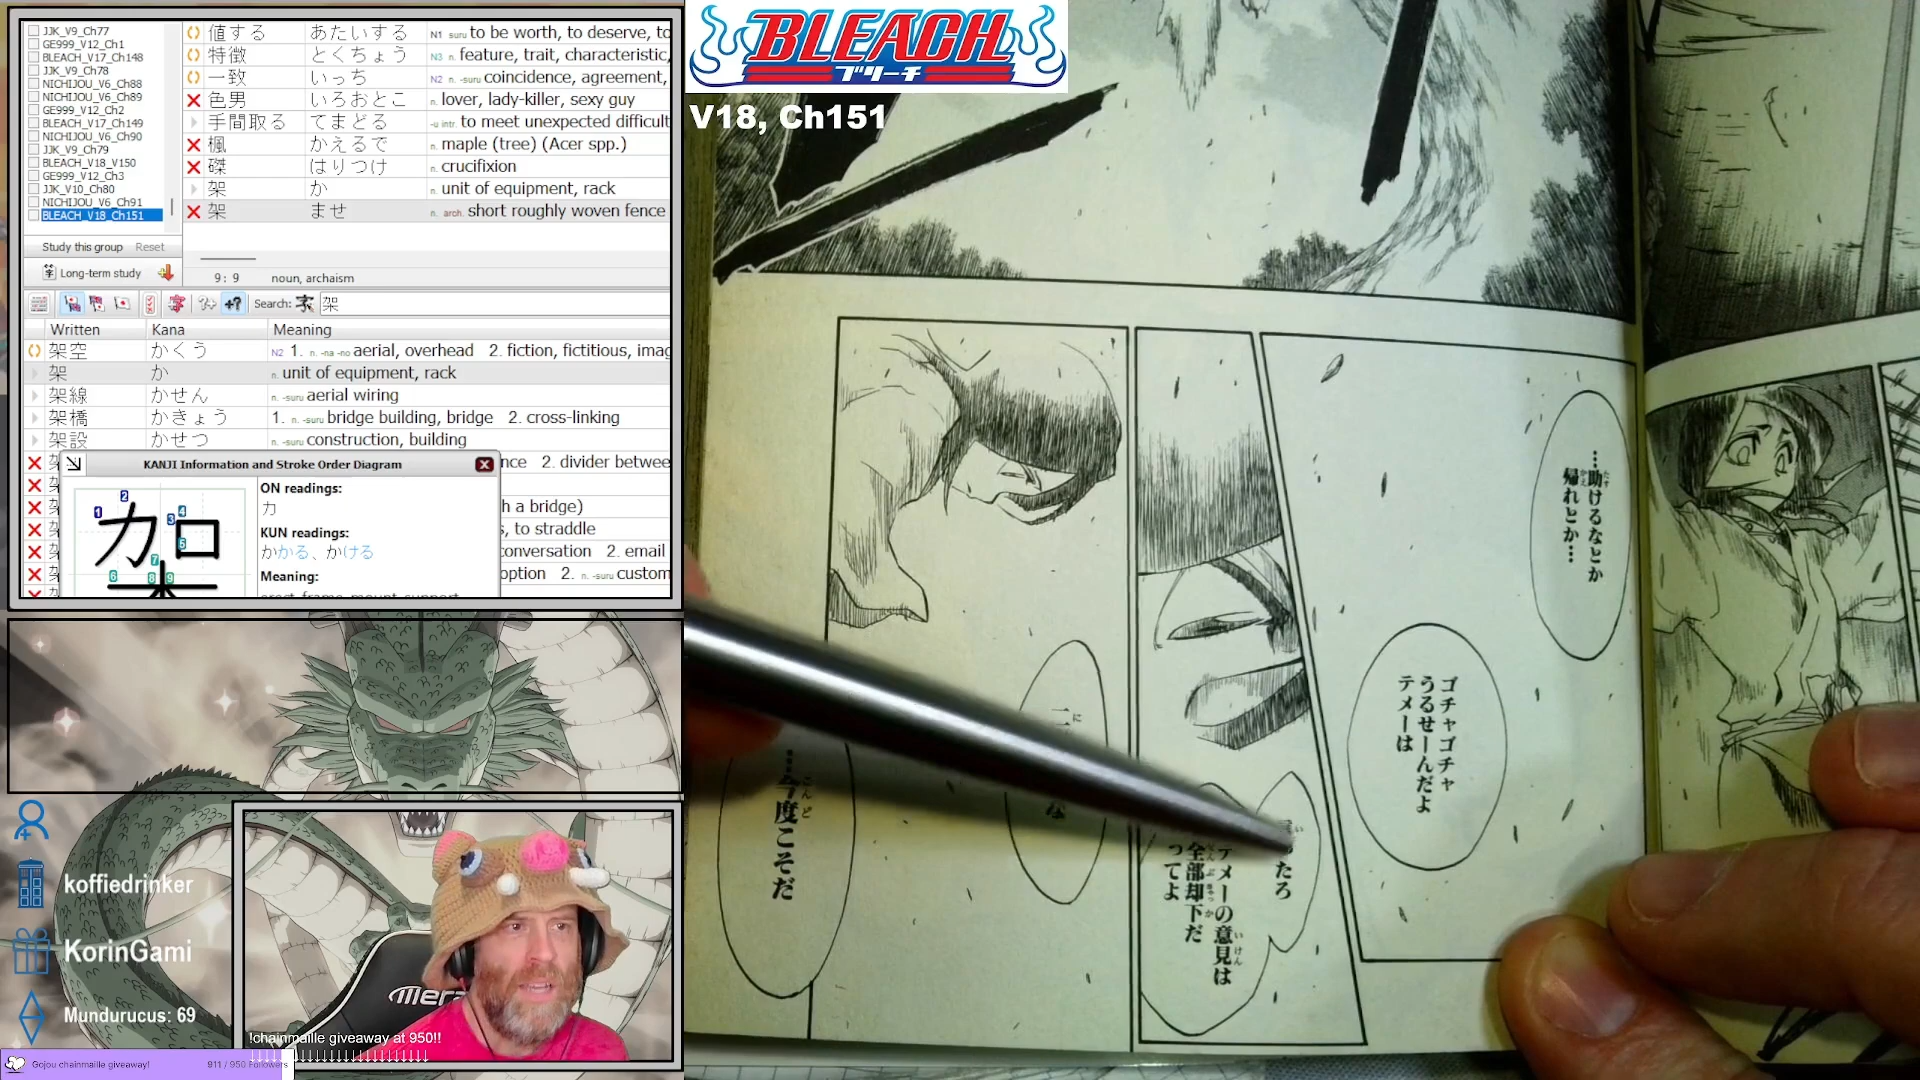 JJK_V9_Ch77
GE999_V12_Ch1
BLEACH_V17_Ch148
JJK_V9_Ch78
NICHIJOU_V6_Ch88
NICHIJOU_V6_Ch89
GE999_V12_Ch2
BLEACH_V17_Ch149
NICHIJOU_V6_Ch90
JJK_V9_Ch79
BLEACH_V18_V150
GE999_V12_Ch3
JJK_V10_Ch80
NICHIJOU_V6_Ch91
BLEACH_V18_Ch151
Study this group Reset
Long-term study
値する あたいする N1 suru to be worth, to deserve, to
特徴 とくちょう N3 n. feature, trait, characteristic,
一致 いっち N2 n. -suru coincidence, agreement,
色男 いろおとこ n. lover, lady-killer, sexy guy
手間取る てまどる -u intr. to meet unexpected difficult
楓 かえるで n. maple (tree) (Acer spp.)
磔 はりつけ n. crucifixion
架 か n. unit of equipment, rack
架 ませ n. arch. short roughly woven fence
9: 9 noun, archaism
Search: 架
Written Kana Meaning
架空 かくう N2 1. n. -na -no aerial, overhead 2. fiction, fictitious, imag
架 か n. unit of equipment, rack
架線 かせん n. -suru aerial wiring
架橋 かきょう 1. n. -suru bridge building, bridge 2. cross-linking
架設 かせつ n. -suru construction, building
nce 2. divider betwee
h a bridge)
s, to straddle
onversation 2. email
option 2. n. -suru custom
KANJI Information and Stroke Order Diagram
ON readings:
カ
KUN readings:
かかる、かける
Meaning:
架
BLEACH
ブリーチ
V18, Ch151
…助けるなとか
帰れとか…
ゴチャゴチャ
うるせーんだよ
テメーは
たろ
テメーの意見は
全部却下だ
ってよ
今度こそだ
koffiedrinker
KorinGami
Mundurucus: 69
!chainmaille giveaway at 950!!
Gojou chainmaille giveaway! 911 / 950 Followers